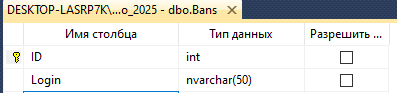 DESKTOP-LASRP7K\...o_2025 - dbo.Bans
Имя столбца Тип данных Разрешить ...
ID int
Login nvarchar(50)